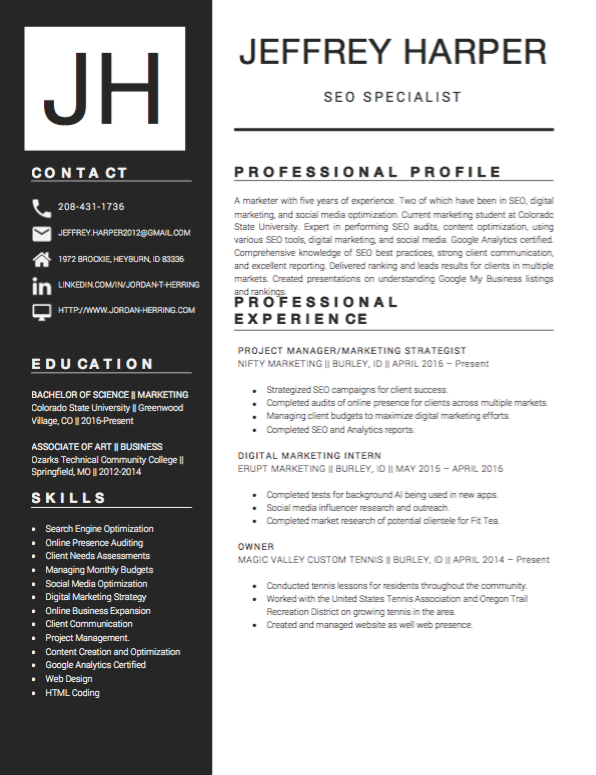 JH
CONTACT
208-431-1736
JEFFREY.HARPER2012@GMAIL.COM
1972 BROCKIE, HEYBURN, ID 83336
LINKEDIN.COM/IN/JORDAN-T-HERRING
HTTP://WWW.JORDAN-HERRING.COM
EDUCATION
BACHELOR OF SCIENCE || MARKETING
Colorado State University || Greenwood
Village, CO || 2016-Present
ASSOCIATE OF ART || BUSINESS
Ozarks Technical Community College ||
Springfield, MO || 2012-2014
SKILLS
• Search Engine Optimization
• Online Presence Auditing
• Client Needs Assessments
• Managing Monthly Budgets
• Social Media Optimization
• Digital Marketing Strategy
• Online Business Expansion
• Client Communication
• Project Management.
• Content Creation and Optimization
• Google Analytics Certified
• Web Design
• HTML Coding
JEFFREY HARPER
SEO SPECIALIST
PROFESSIONAL PROFILE
A marketer with five years of experience. Two of which have been in SEO, digital
marketing, and social media optimization. Current marketing student at Colorado
State University. Expert in performing SEO audits, content optimization, using
various SEO tools, digital marketing, and social media. Google Analytics certified.
Comprehensive knowledge of SEO best practices, strong client communication,
and excellent reporting. Delivered ranking and leads results for clients in multiple
markets. Created presentations on understanding Google My Business listings
and rankings.
PROFESSIONAL
EXPERIENCE
PROJECT MANAGER/MARKETING STRATEGIST
NIFTY MARKETING || BURLEY, ID || APRIL 2016 – Present
• Strategized SEO campaigns for client success.
• Completed audits of online presence for clients across multiple markets.
• Managing client budgets to maximize digital marketing efforts.
• Completed SEO and Analytics reports.
DIGITAL MARKETING INTERN
ERUPT MARKETING || BURLEY, ID || MAY 2015 – APRIL 2016
• Completed tests for background AI being used in new apps.
• Social media influencer research and outreach.
• Completed market research of potential clientele for Fit Tea.
OWNER
MAGIC VALLEY CUSTOM TENNIS || BURLEY, ID || APRIL 2014 – Present
• Conducted tennis lessons for residents throughout the community.
• Worked with the United States Tennis Association and Oregon Trail
Recreation District on growing tennis in the area.
• Created and managed website as well web presence.